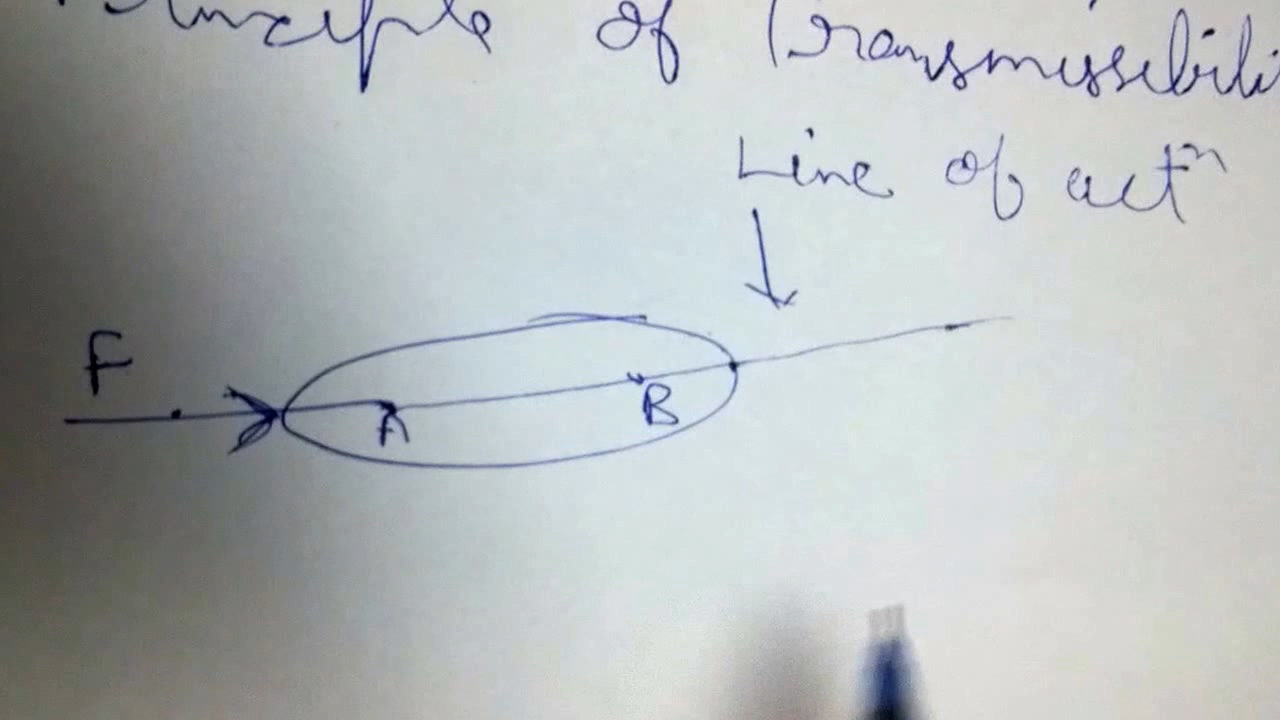 Principle of Transmissibili
Line of actⁿ
F
A
B